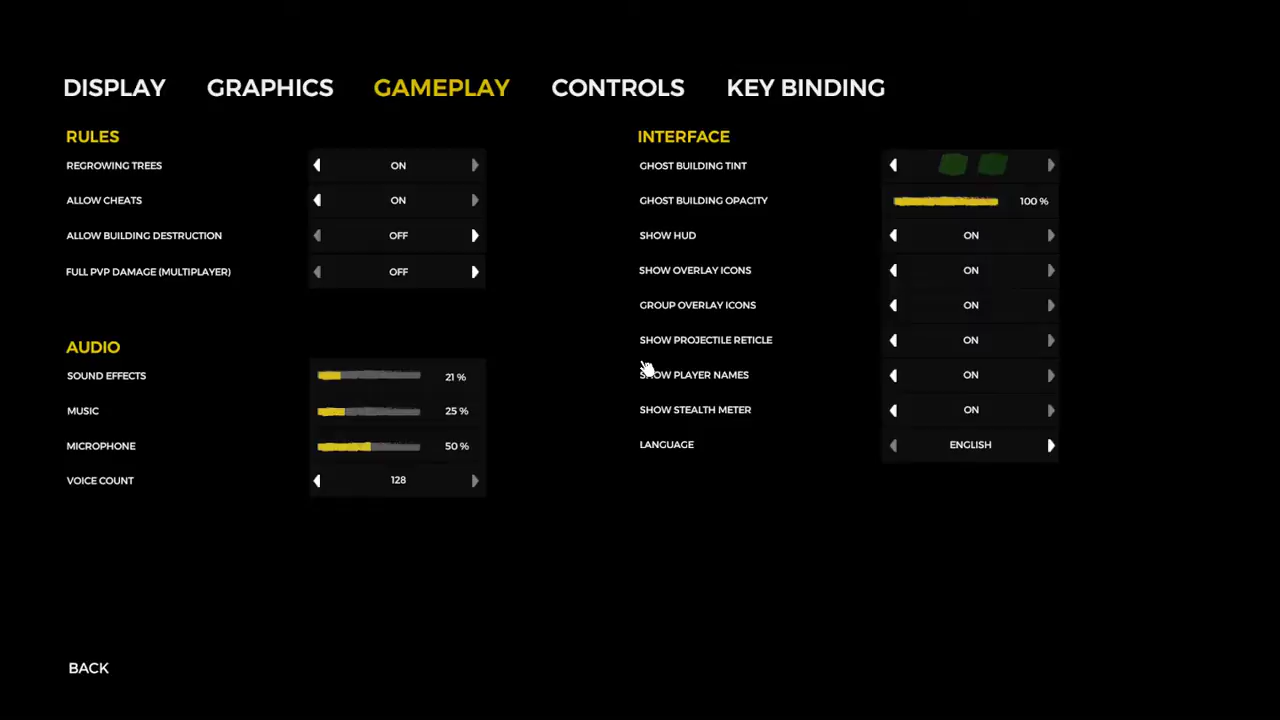 DISPLAY GRAPHICS GAMEPLAY CONTROLS KEY BINDING
RULES
REGROWING TREES ON
ALLOW CHEATS ON
ALLOW BUILDING DESTRUCTION OFF
FULL PVP DAMAGE (MULTIPLAYER) OFF
AUDIO
SOUND EFFECTS 21 %
MUSIC 25 %
MICROPHONE 50 %
VOICE COUNT 128
INTERFACE
GHOST BUILDING TINT
GHOST BUILDING OPACITY 100 %
SHOW HUD ON
SHOW OVERLAY ICONS ON
GROUP OVERLAY ICONS ON
SHOW PROJECTILE RETICLE ON
SHOW PLAYER NAMES ON
SHOW STEALTH METER ON
LANGUAGE ENGLISH
BACK